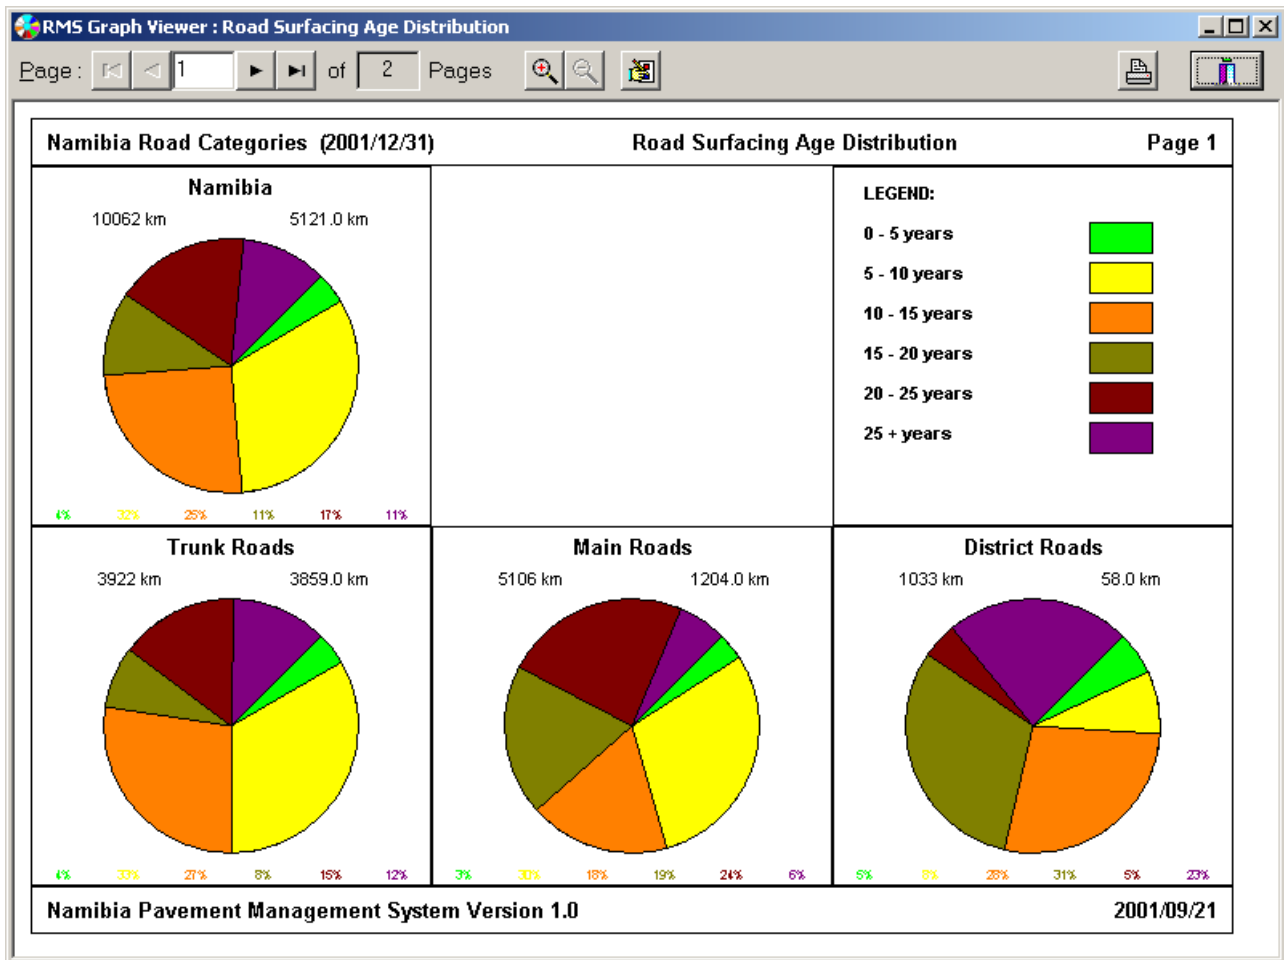 RMS Graph Viewer : Road Surfacing Age Distribution
Page : 1 of 2 Pages
Namibia Road Categories (2001/12/31) Road Surfacing Age Distribution Page 1
Namibia
10062 km 5121.0 km
4% 32% 25% 11% 17% 11%
LEGEND:
0 - 5 years
5 - 10 years
10 - 15 years
15 - 20 years
20 - 25 years
25 + years
Trunk Roads
3922 km 3859.0 km
4% 33% 27% 8% 15% 12%
Main Roads
5106 km 1204.0 km
3% 30% 18% 19% 24% 6%
District Roads
1033 km 58.0 km
5% 8% 28% 31% 5% 23%
Namibia Pavement Management System Version 1.0 2001/09/21